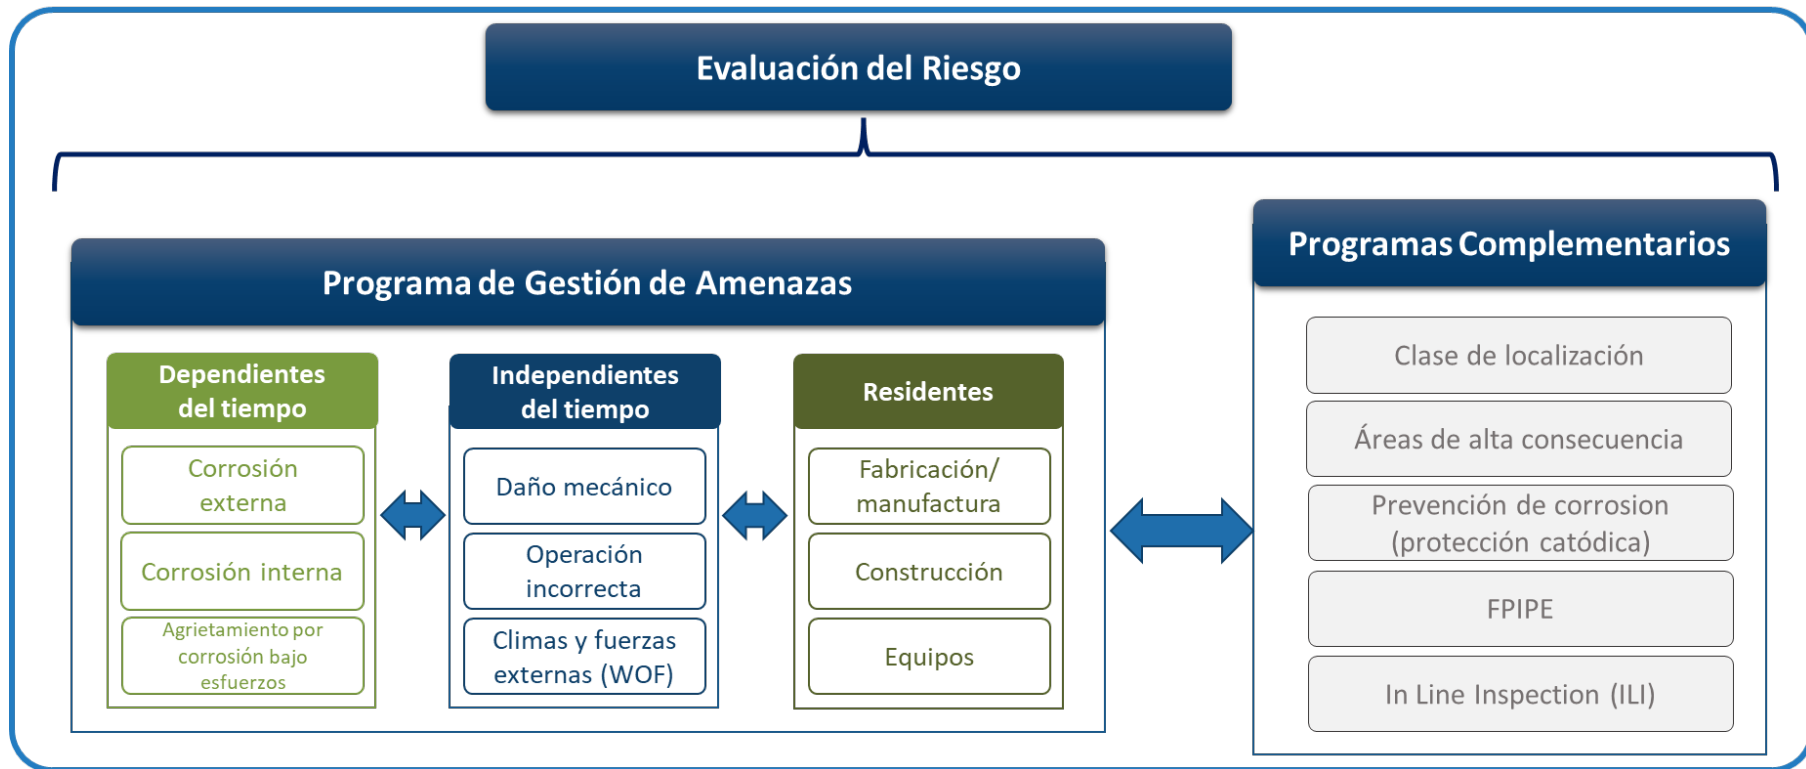 Evaluación del Riesgo
Programa de Gestión de Amenazas
Dependientes
del tiempo
Corrosión
externa
Corrosión interna
Agrietamiento por
corrosión bajo
esfuerzos
Independientes
del tiempo
Daño mecánico
Operación
incorrecta
Climas y fuerzas
externas (WOF)
Residentes
Fabricación/
manufactura
Construcción
Equipos
Programas Complementarios
Clase de localización
Áreas de alta consecuencia
Prevención de corrosion
(protección catódica)
FPIPE
In Line Inspection (ILI)